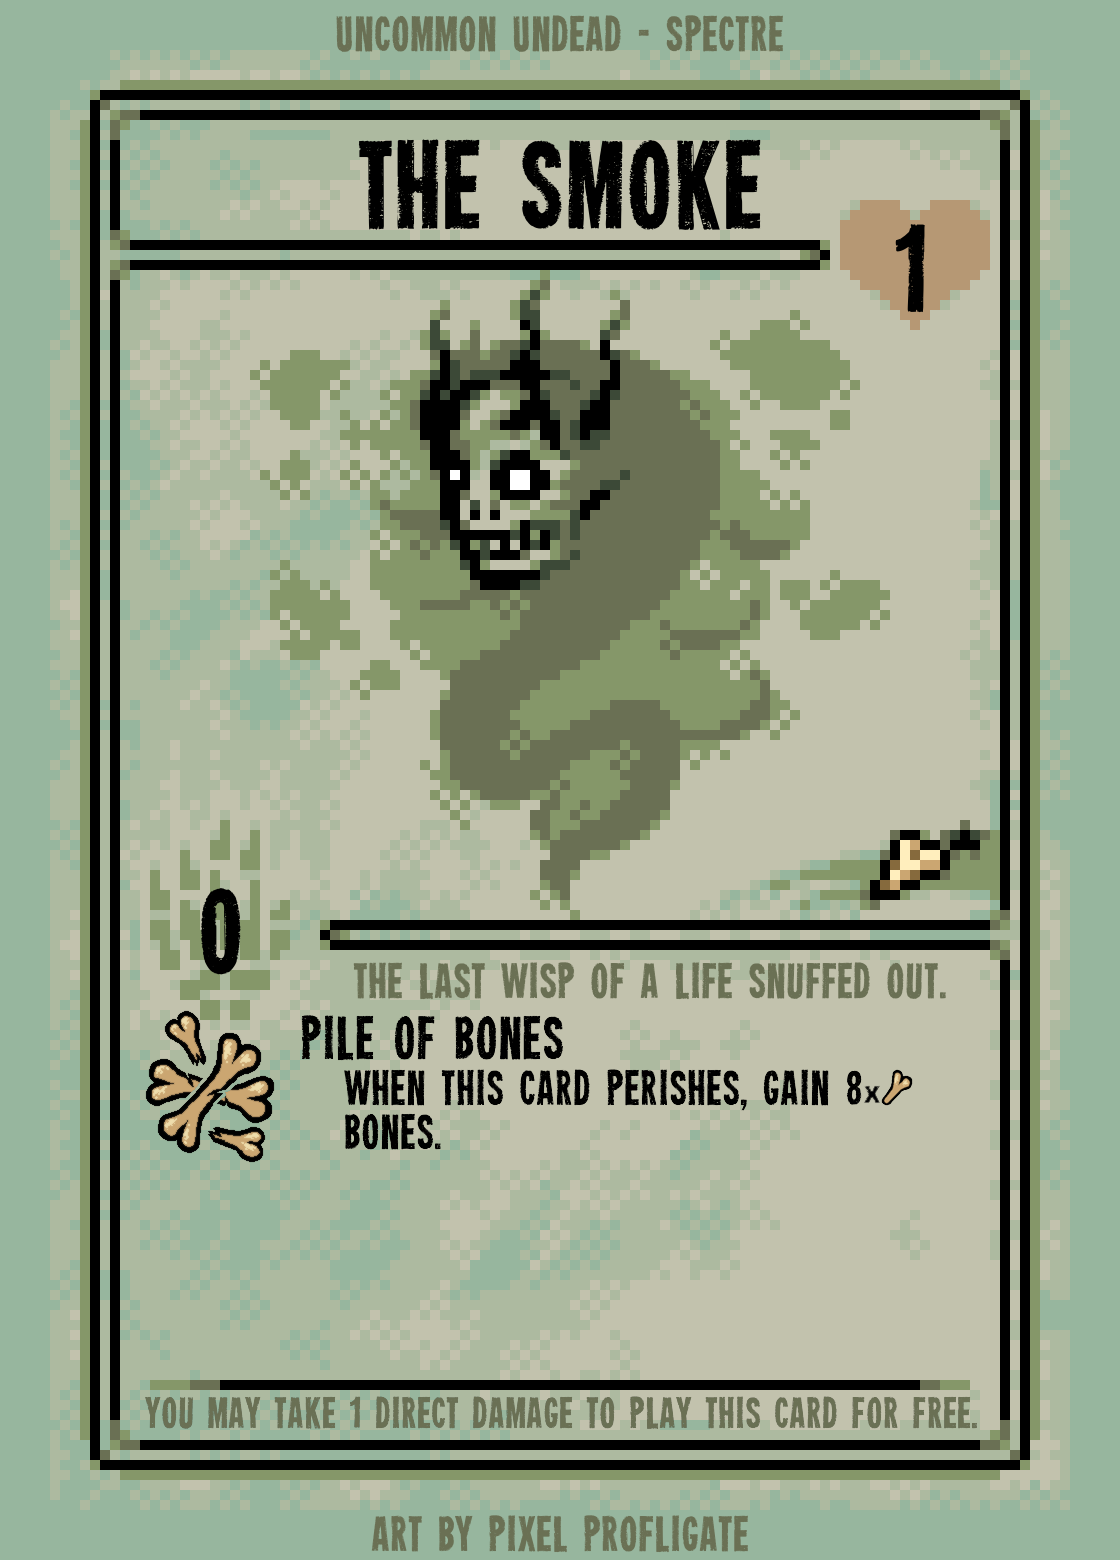 UNCOMMON UNDEAD - SPECTRE
THE SMOKE
1
0
THE LAST WISP OF A LIFE SNUFFED OUT.
PILE OF BONES
WHEN THIS CARD PERISHES, GAIN 8x
BONES.
YOU MAY TAKE 1 DIRECT DAMAGE TO PLAY THIS CARD FOR FREE.
ART BY PIXEL PROFLIGATE